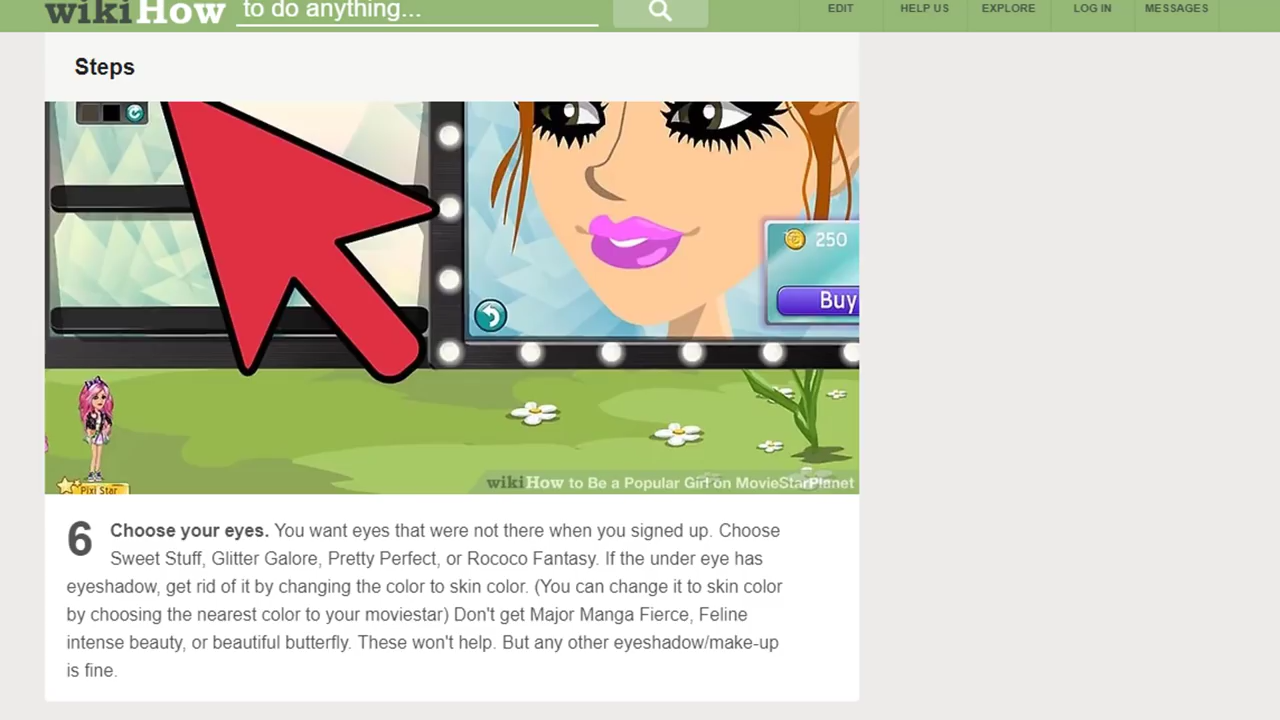 wikiHow to do anything...
EDIT HELP US EXPLORE LOG IN MESSAGES
Steps
250
Buy
Pixi Star
wikiHow to Be a Popular Girl on MovieStarPlanet
6 Choose your eyes. You want eyes that were not there when you signed up. Choose
Sweet Stuff, Glitter Galore, Pretty Perfect, or Rococo Fantasy. If the under eye has
eyeshadow, get rid of it by changing the color to skin color. (You can change it to skin color
by choosing the nearest color to your moviestar) Don't get Major Manga Fierce, Feline
intense beauty, or beautiful butterfly. These won't help. But any other eyeshadow/make-up
is fine.